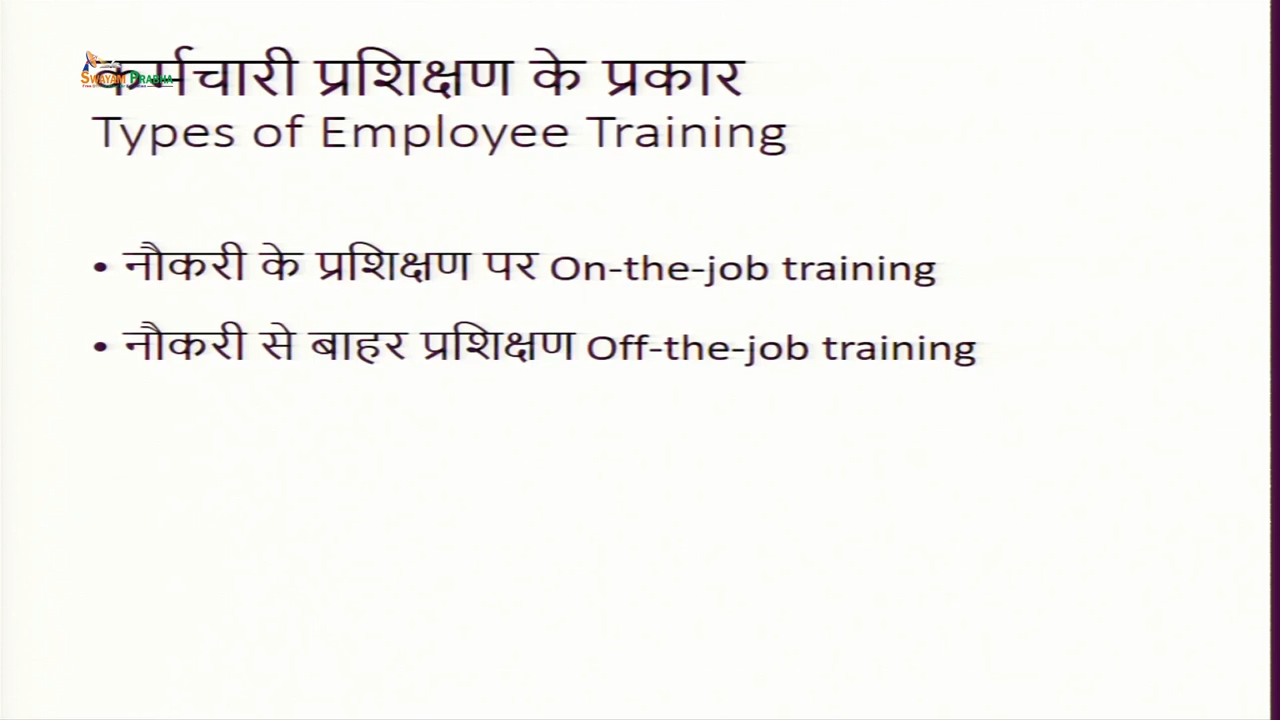 कर्मचारी प्रशिक्षण के प्रकार
SWAYAM PRABHA
Types of Employee Training
• नौकरी के प्रशिक्षण पर On-the-job training
• नौकरी से बाहर प्रशिक्षण Off-the-job training